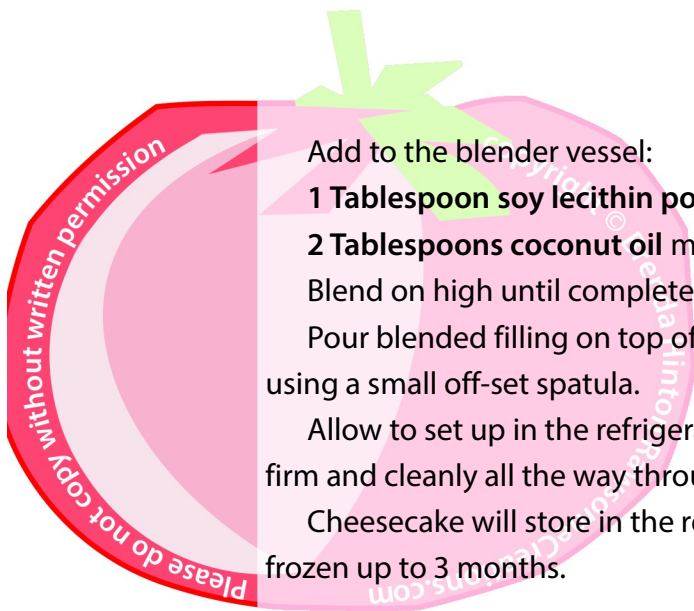 Add to the blender vessel:
1 Tablespoon soy lecithin po
2 Tablespoons coconut oil m
Blend on high until complete
Pour blended filling on top of
using a small off-set spatula.
Allow to set up in the refriger
firm and cleanly all the way throu
Cheesecake will store in the re
frozen up to 3 months.
Please do not copy without written permission
Copyright ©
Hinton